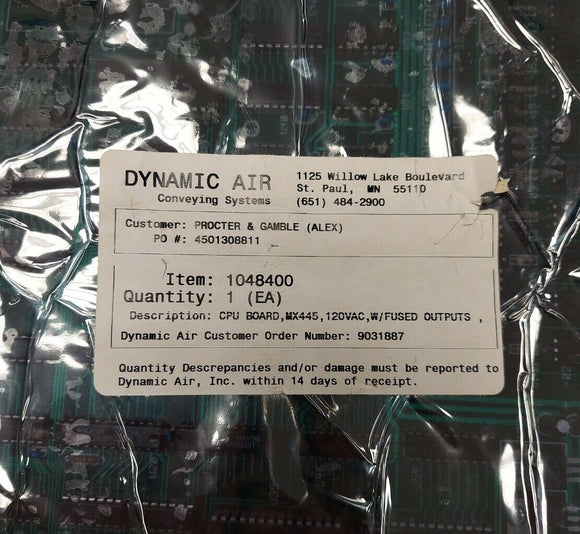 DYNAMIC AIR
Conveying Systems
1125 Willow Lake Boulevard
St. Paul, MN 55110
(651) 484-2900
Customer: PROCTER & GAMBLE (ALEX)
PO #: 4501308811
Item: 1048400
Quantity: 1 (EA)
Description: CPU BOARD,MX445,120VAC,W/FUSED OUTPUTS ,
Dynamic Air Customer Order Number: 9031887
Quantity Discrepancies and/or damage must be reported to
Dynamic Air, Inc. within 14 days of receipt.